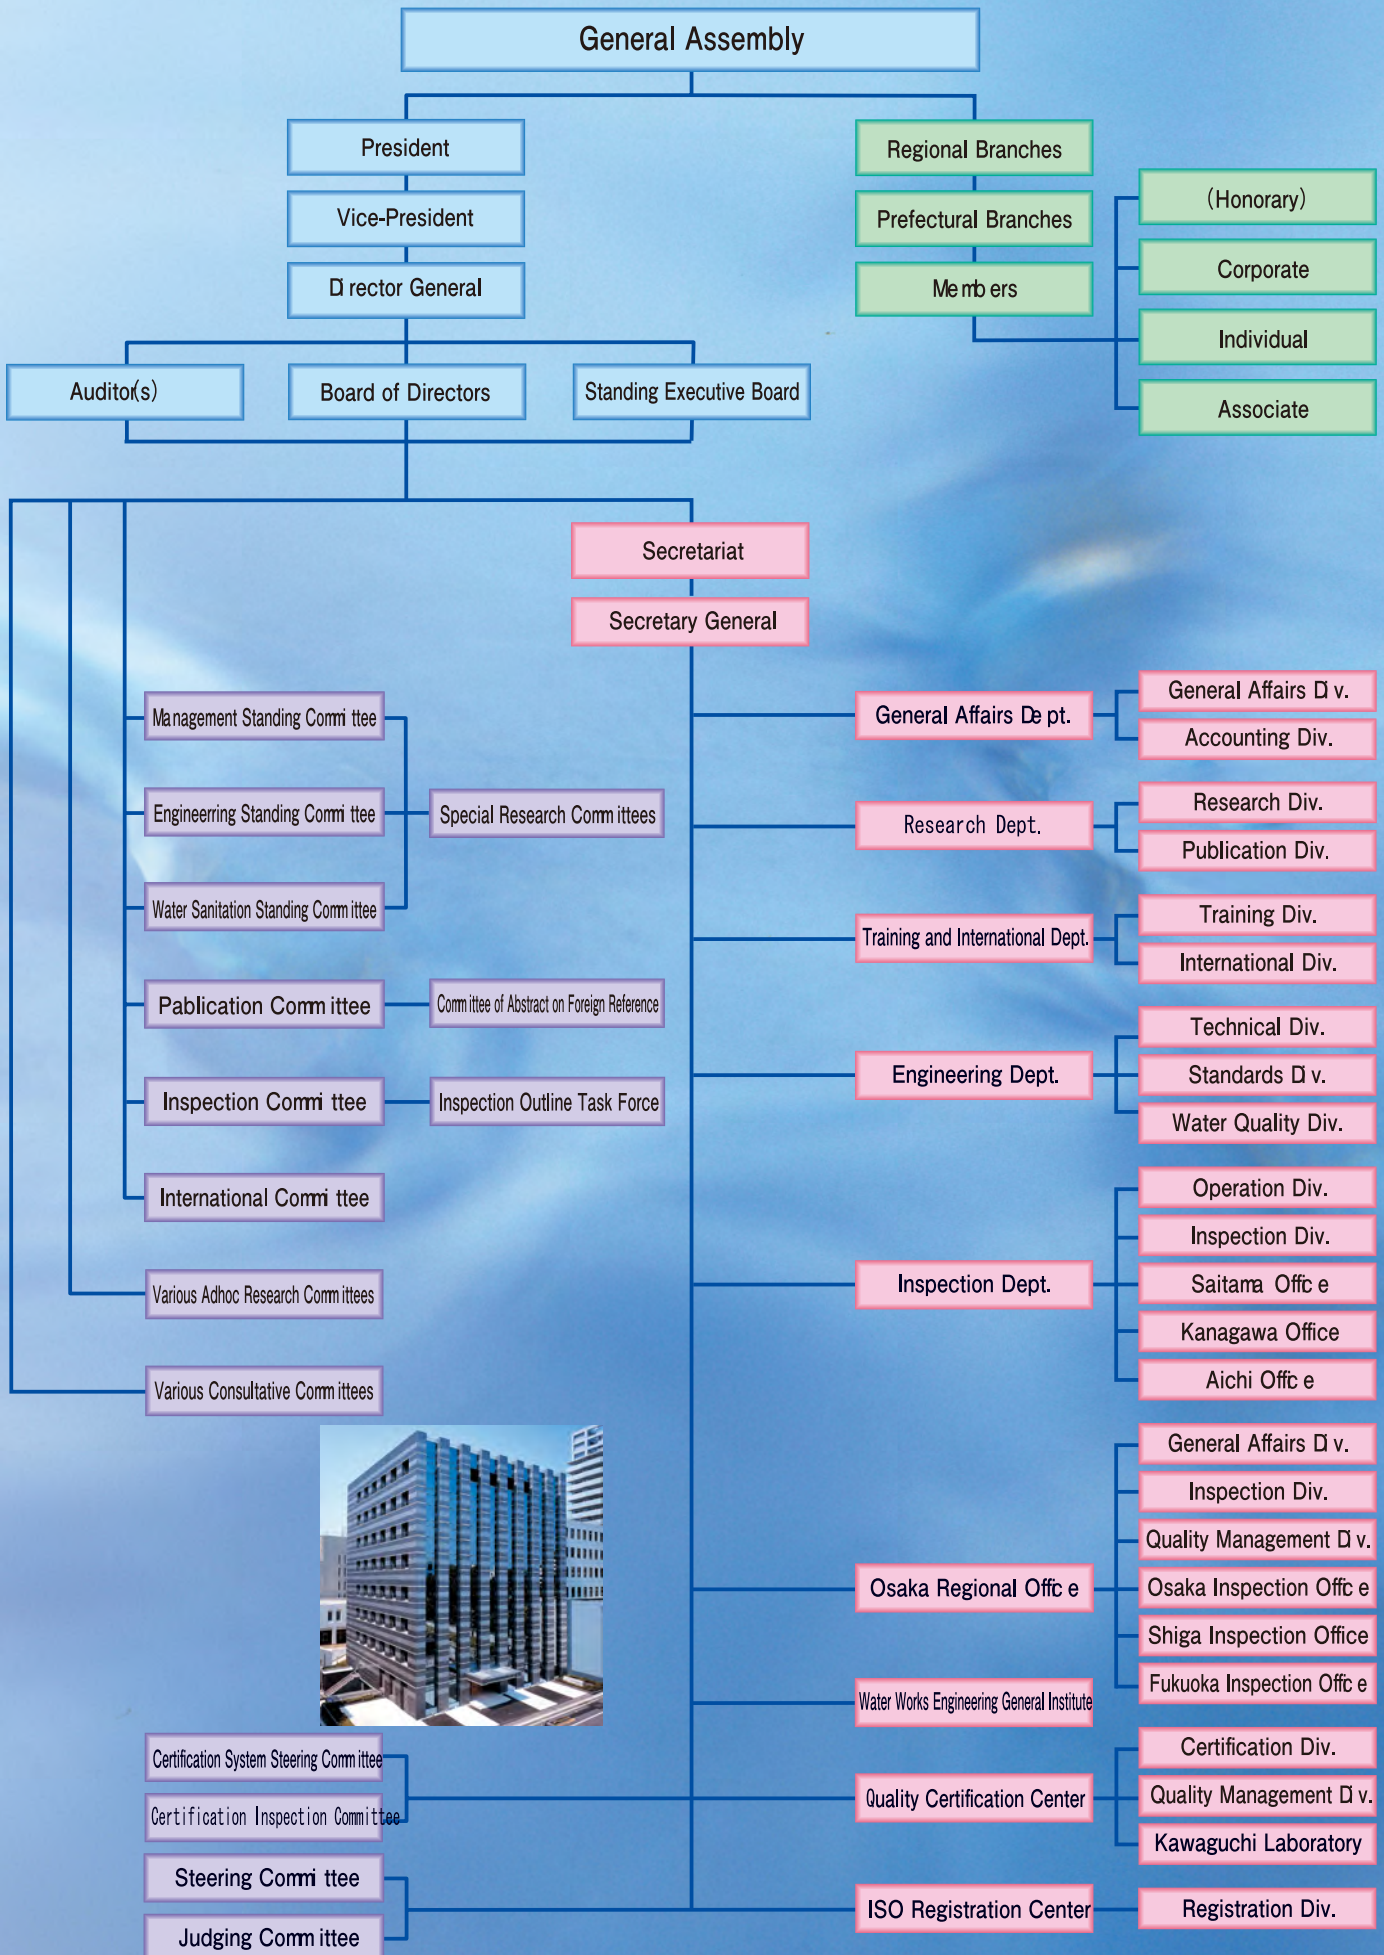 General Assembly
President
Vice-President
Director General
Auditor(s)
Board of Directors
Standing Executive Board
Regional Branches
Prefectural Branches
Members
(Honorary)
Corporate
Individual
Associate
Secretariat
Secretary General
Management Standing Committee
Engineerring Standing Committee
Special Research Committees
Water Sanitation Standing Committee
Pablication Committee
Committee of Abstract on Foreign Reference
Inspection Committee
Inspection Outline Task Force
International Committee
Various Adhoc Research Committees
Various Consultative Committees
General Affairs Dept.
General Affairs Div.
Accounting Div.
Research Dept.
Research Div.
Publication Div.
Training and International Dept.
Training Div.
International Div.
Engineering Dept.
Technical Div.
Standards Div.
Water Quality Div.
Inspection Dept.
Operation Div.
Inspection Div.
Saitama Office
Kanagawa Office
Aichi Office
Osaka Regional Office
General Affairs Div.
Inspection Div.
Quality Management Div.
Osaka Inspection Office
Shiga Inspection Office
Fukuoka Inspection Office
Water Works Engineering General Institute
Certification System Steering Committee
Certification Inspection Committee
Quality Certification Center
Certification Div.
Quality Management Div.
Kawaguchi Laboratory
Steering Committee
Judging Committee
ISO Registration Center
Registration Div.